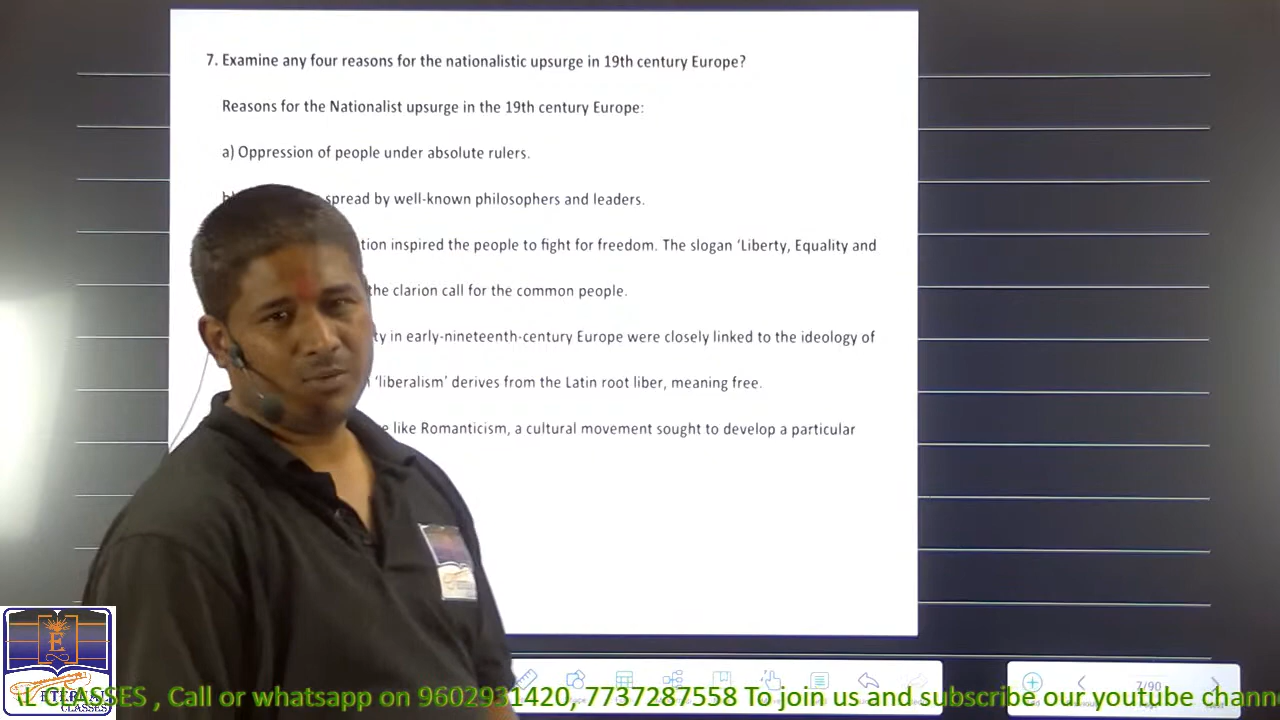 7. Examine any four reasons for the nationalistic upsurge in 19th century Europe?
Reasons for the Nationalist upsurge in the 19th century Europe:
a) Oppression of people under absolute rulers.
spread by well-known philosophers and leaders.
inspired the people to fight for freedom. The slogan 'Liberty, Equality and
the clarion call for the common people.
in early-nineteenth-century Europe were closely linked to the ideology of
'liberalism' derives from the Latin root liber, meaning free.
like Romanticism, a cultural movement sought to develop a particular
7/90
E
ETERNAL
CLASSES
CLASSES , Call or whatsapp on 9602931420, 7737287558 To join us and subscribe our youtube chann